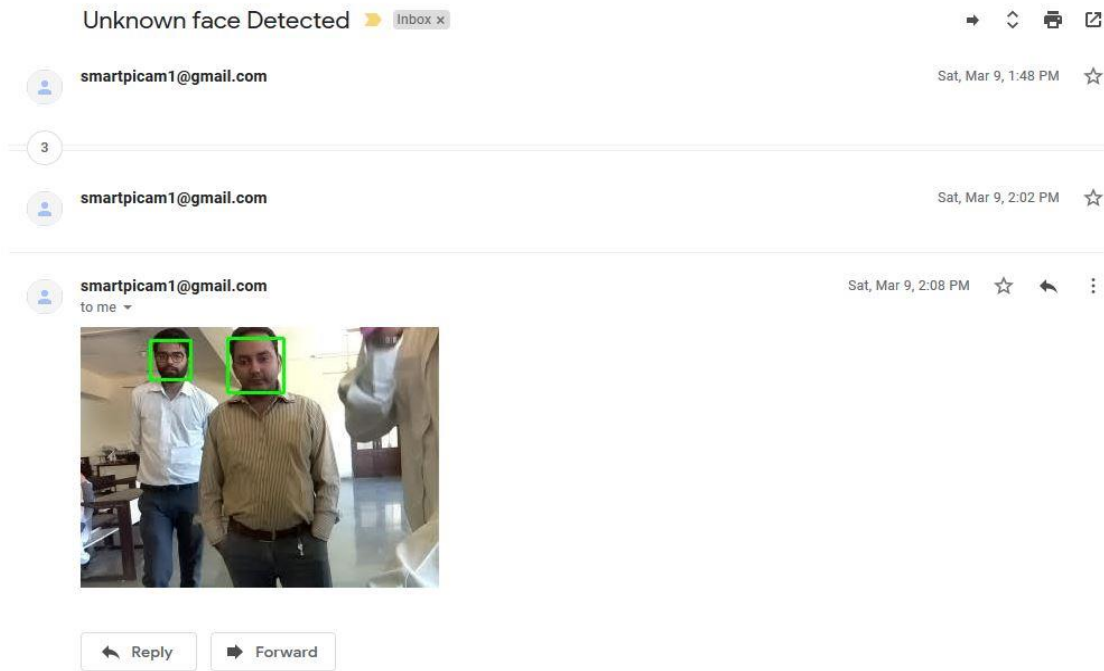 Unknown face Detected Inbox x
smartpicam1@gmail.com Sat, Mar 9, 1:48 PM
3
smartpicam1@gmail.com Sat, Mar 9, 2:02 PM
smartpicam1@gmail.com Sat, Mar 9, 2:08 PM
to me
Reply Forward